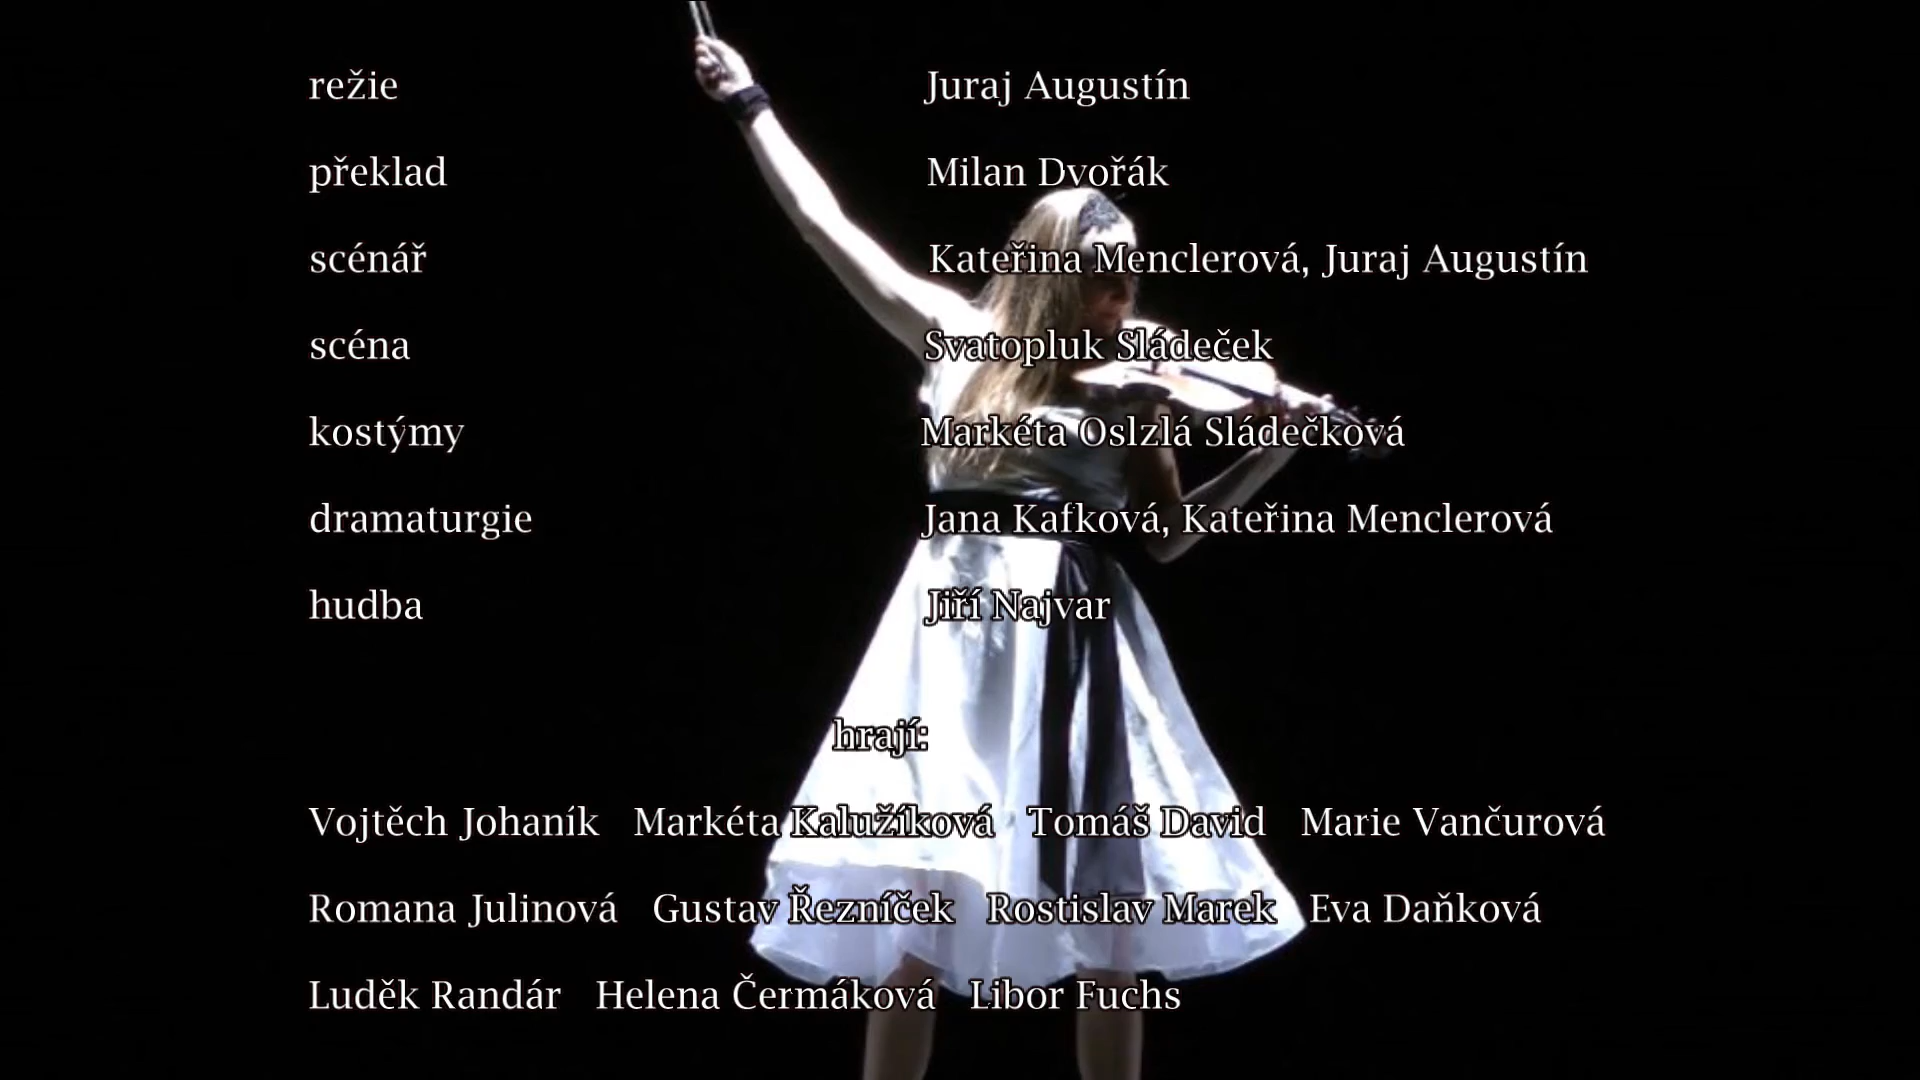 režie Juraj Augustín
překlad Milan Dvořák
scénář Kateřina Menclerová, Juraj Augustín
scéna Svatopluk Sládeček
kostýmy Markéta Oslzlá Sládečková
dramaturgie Jana Kafková, Kateřina Menclerová
hudba Jiří Najvar
hrají:
Vojtěch Johaník Markéta Kalužíková Tomáš David Marie Vančurová
Romana Julinová Gustav Řezníček Rostislav Marek Eva Daňková
Luděk Randár Helena Čermáková Libor Fuchs